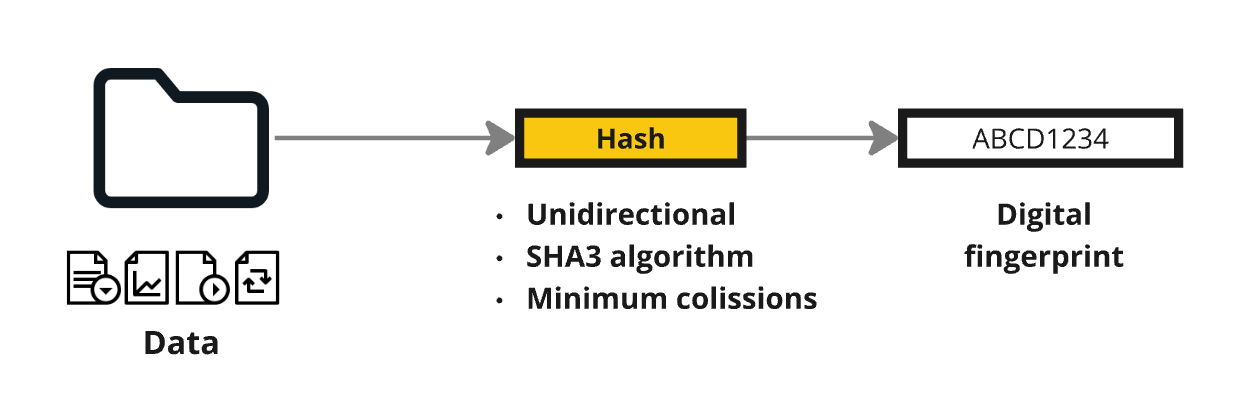 Hash
ABCD1234
· Unidirectional
· SHA3 algorithm
· Minimum colissions
Digital
fingerprint
Data